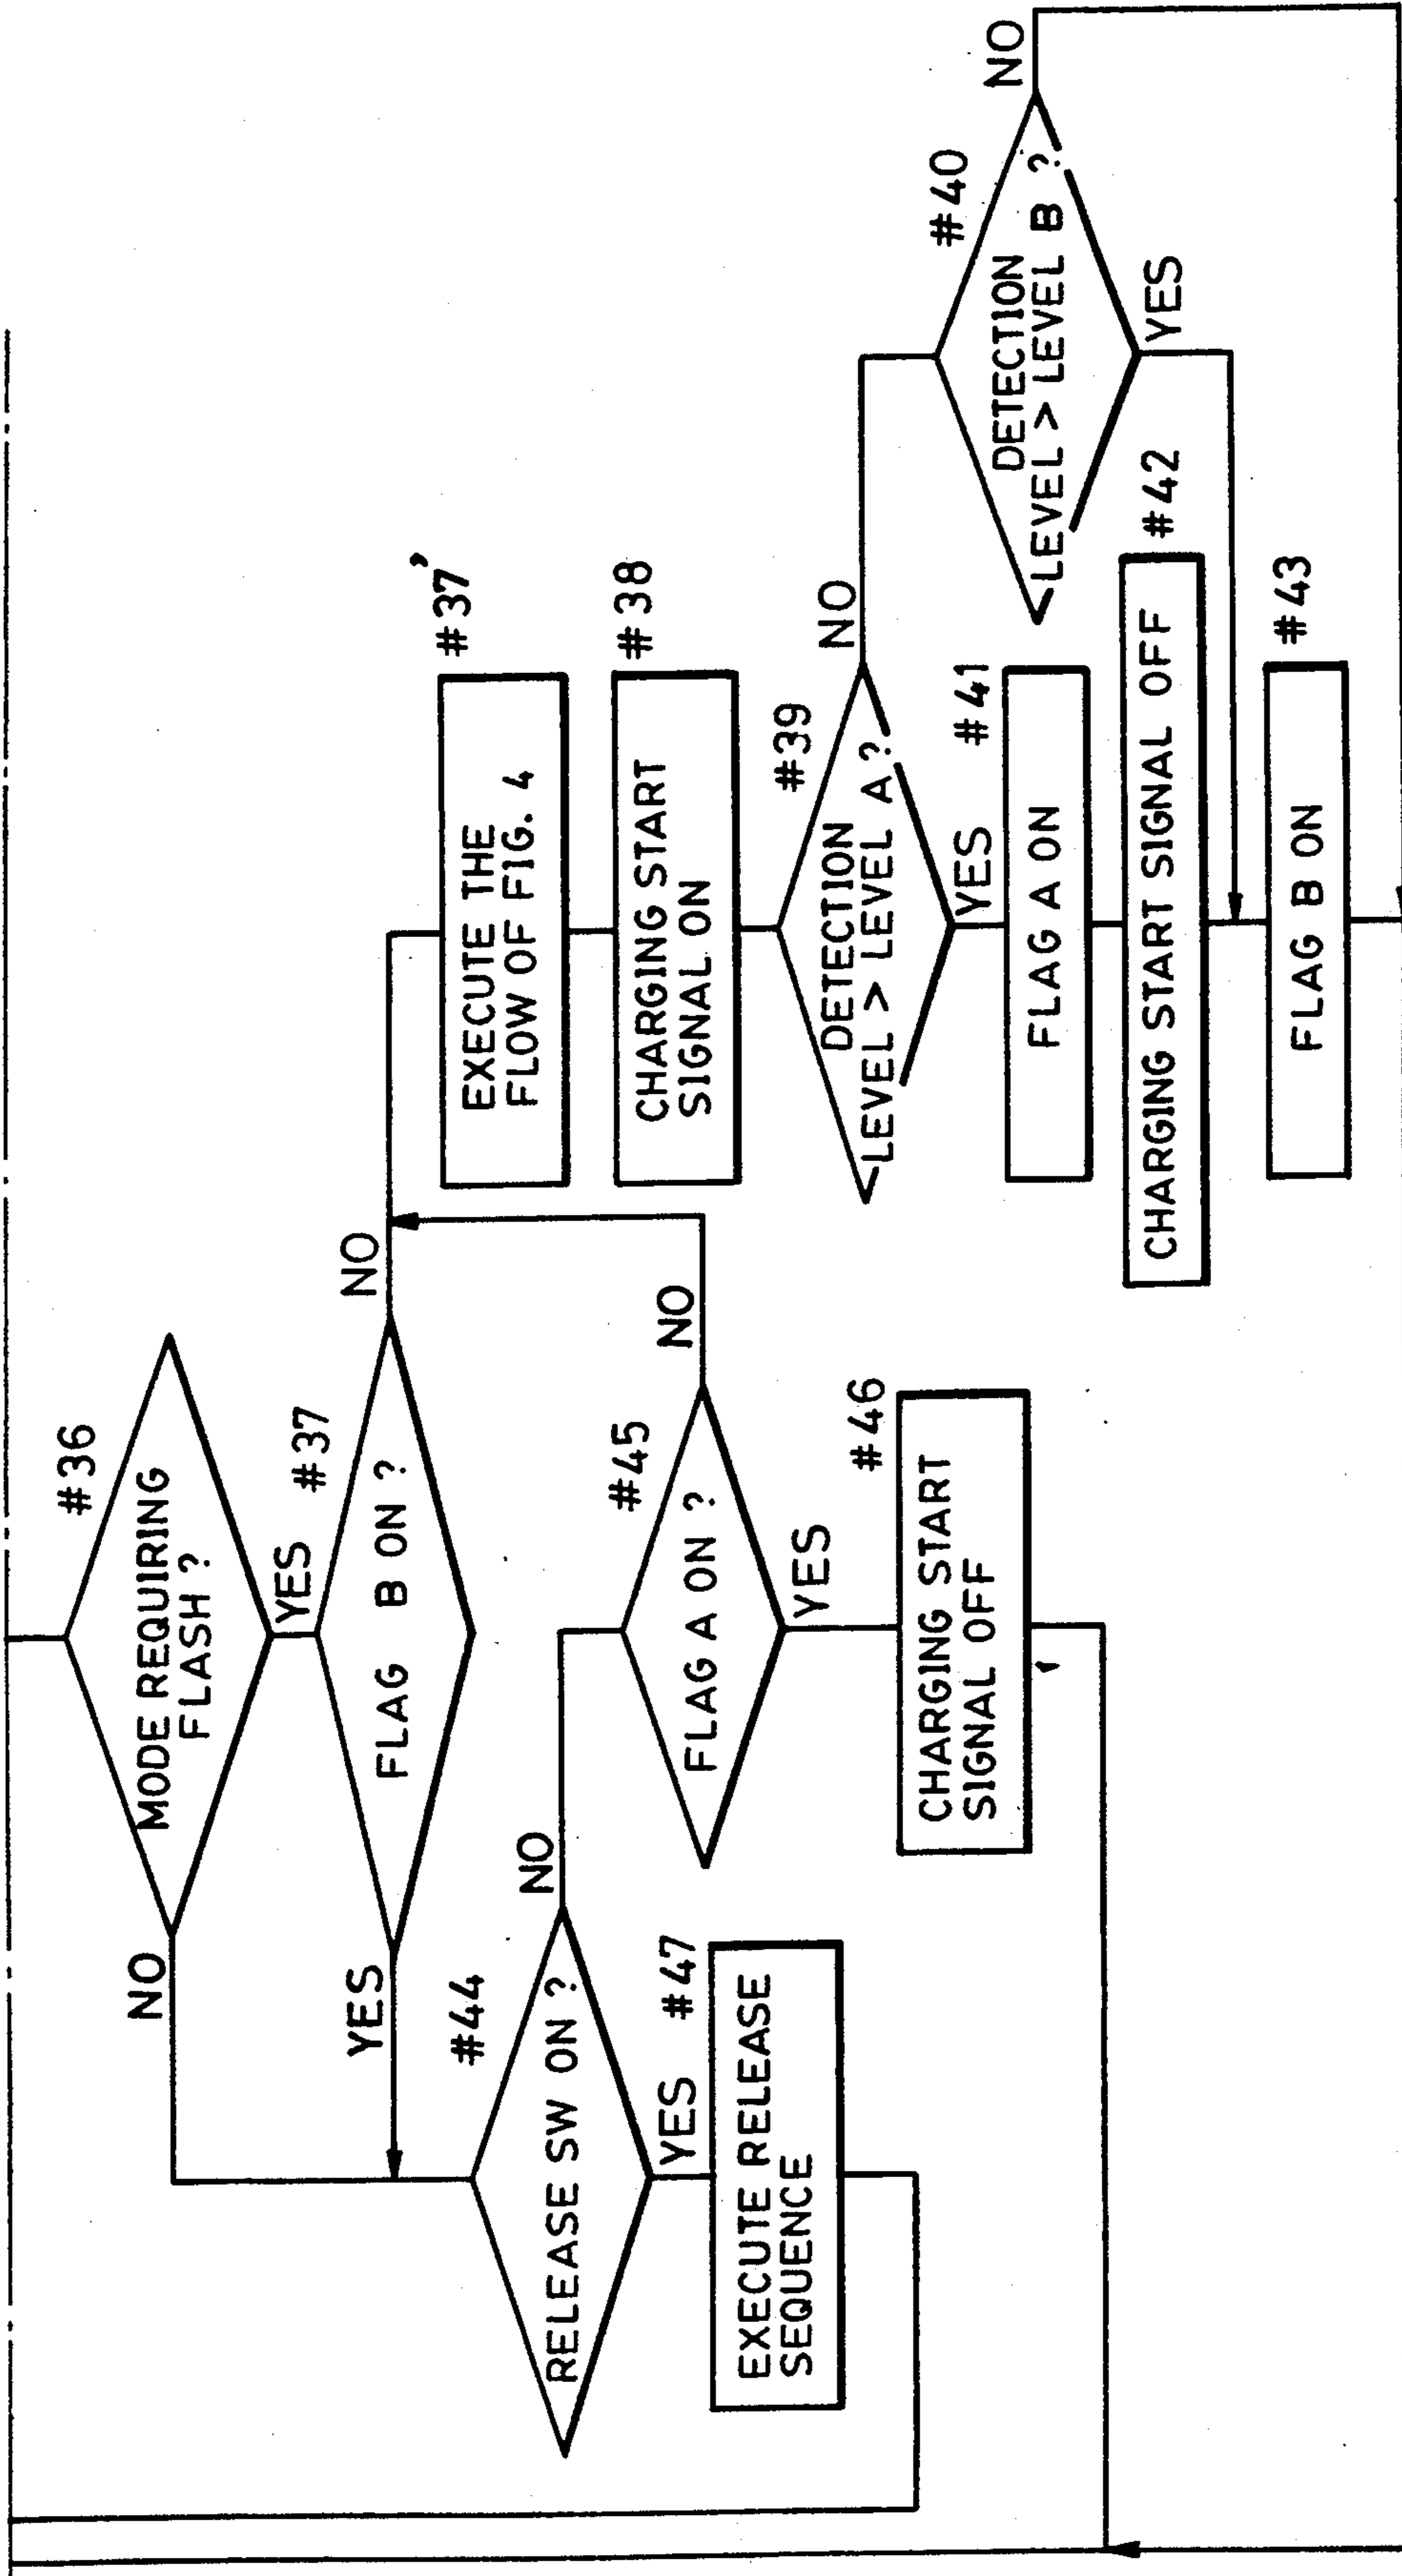 #36
MODE REQUIRING
FLASH ?
NO
YES
#37
FLAG B ON ?
NO
YES
#44
RELEASE SW ON ?
NO
YES
#47
EXECUTE RELEASE
SEQUENCE
#45
FLAG A ON ?
NO
YES
#46
CHARGING START
SIGNAL OFF
#37'
EXECUTE THE
FLOW OF FIG. 4
#38
CHARGING START
SIGNAL ON
#39
DETECTION
LEVEL > LEVEL A ?
NO
YES
#40
DETECTION
LEVEL > LEVEL B ?
NO
YES
#41
FLAG A ON
#42
CHARGING START SIGNAL OFF
#43
FLAG B ON